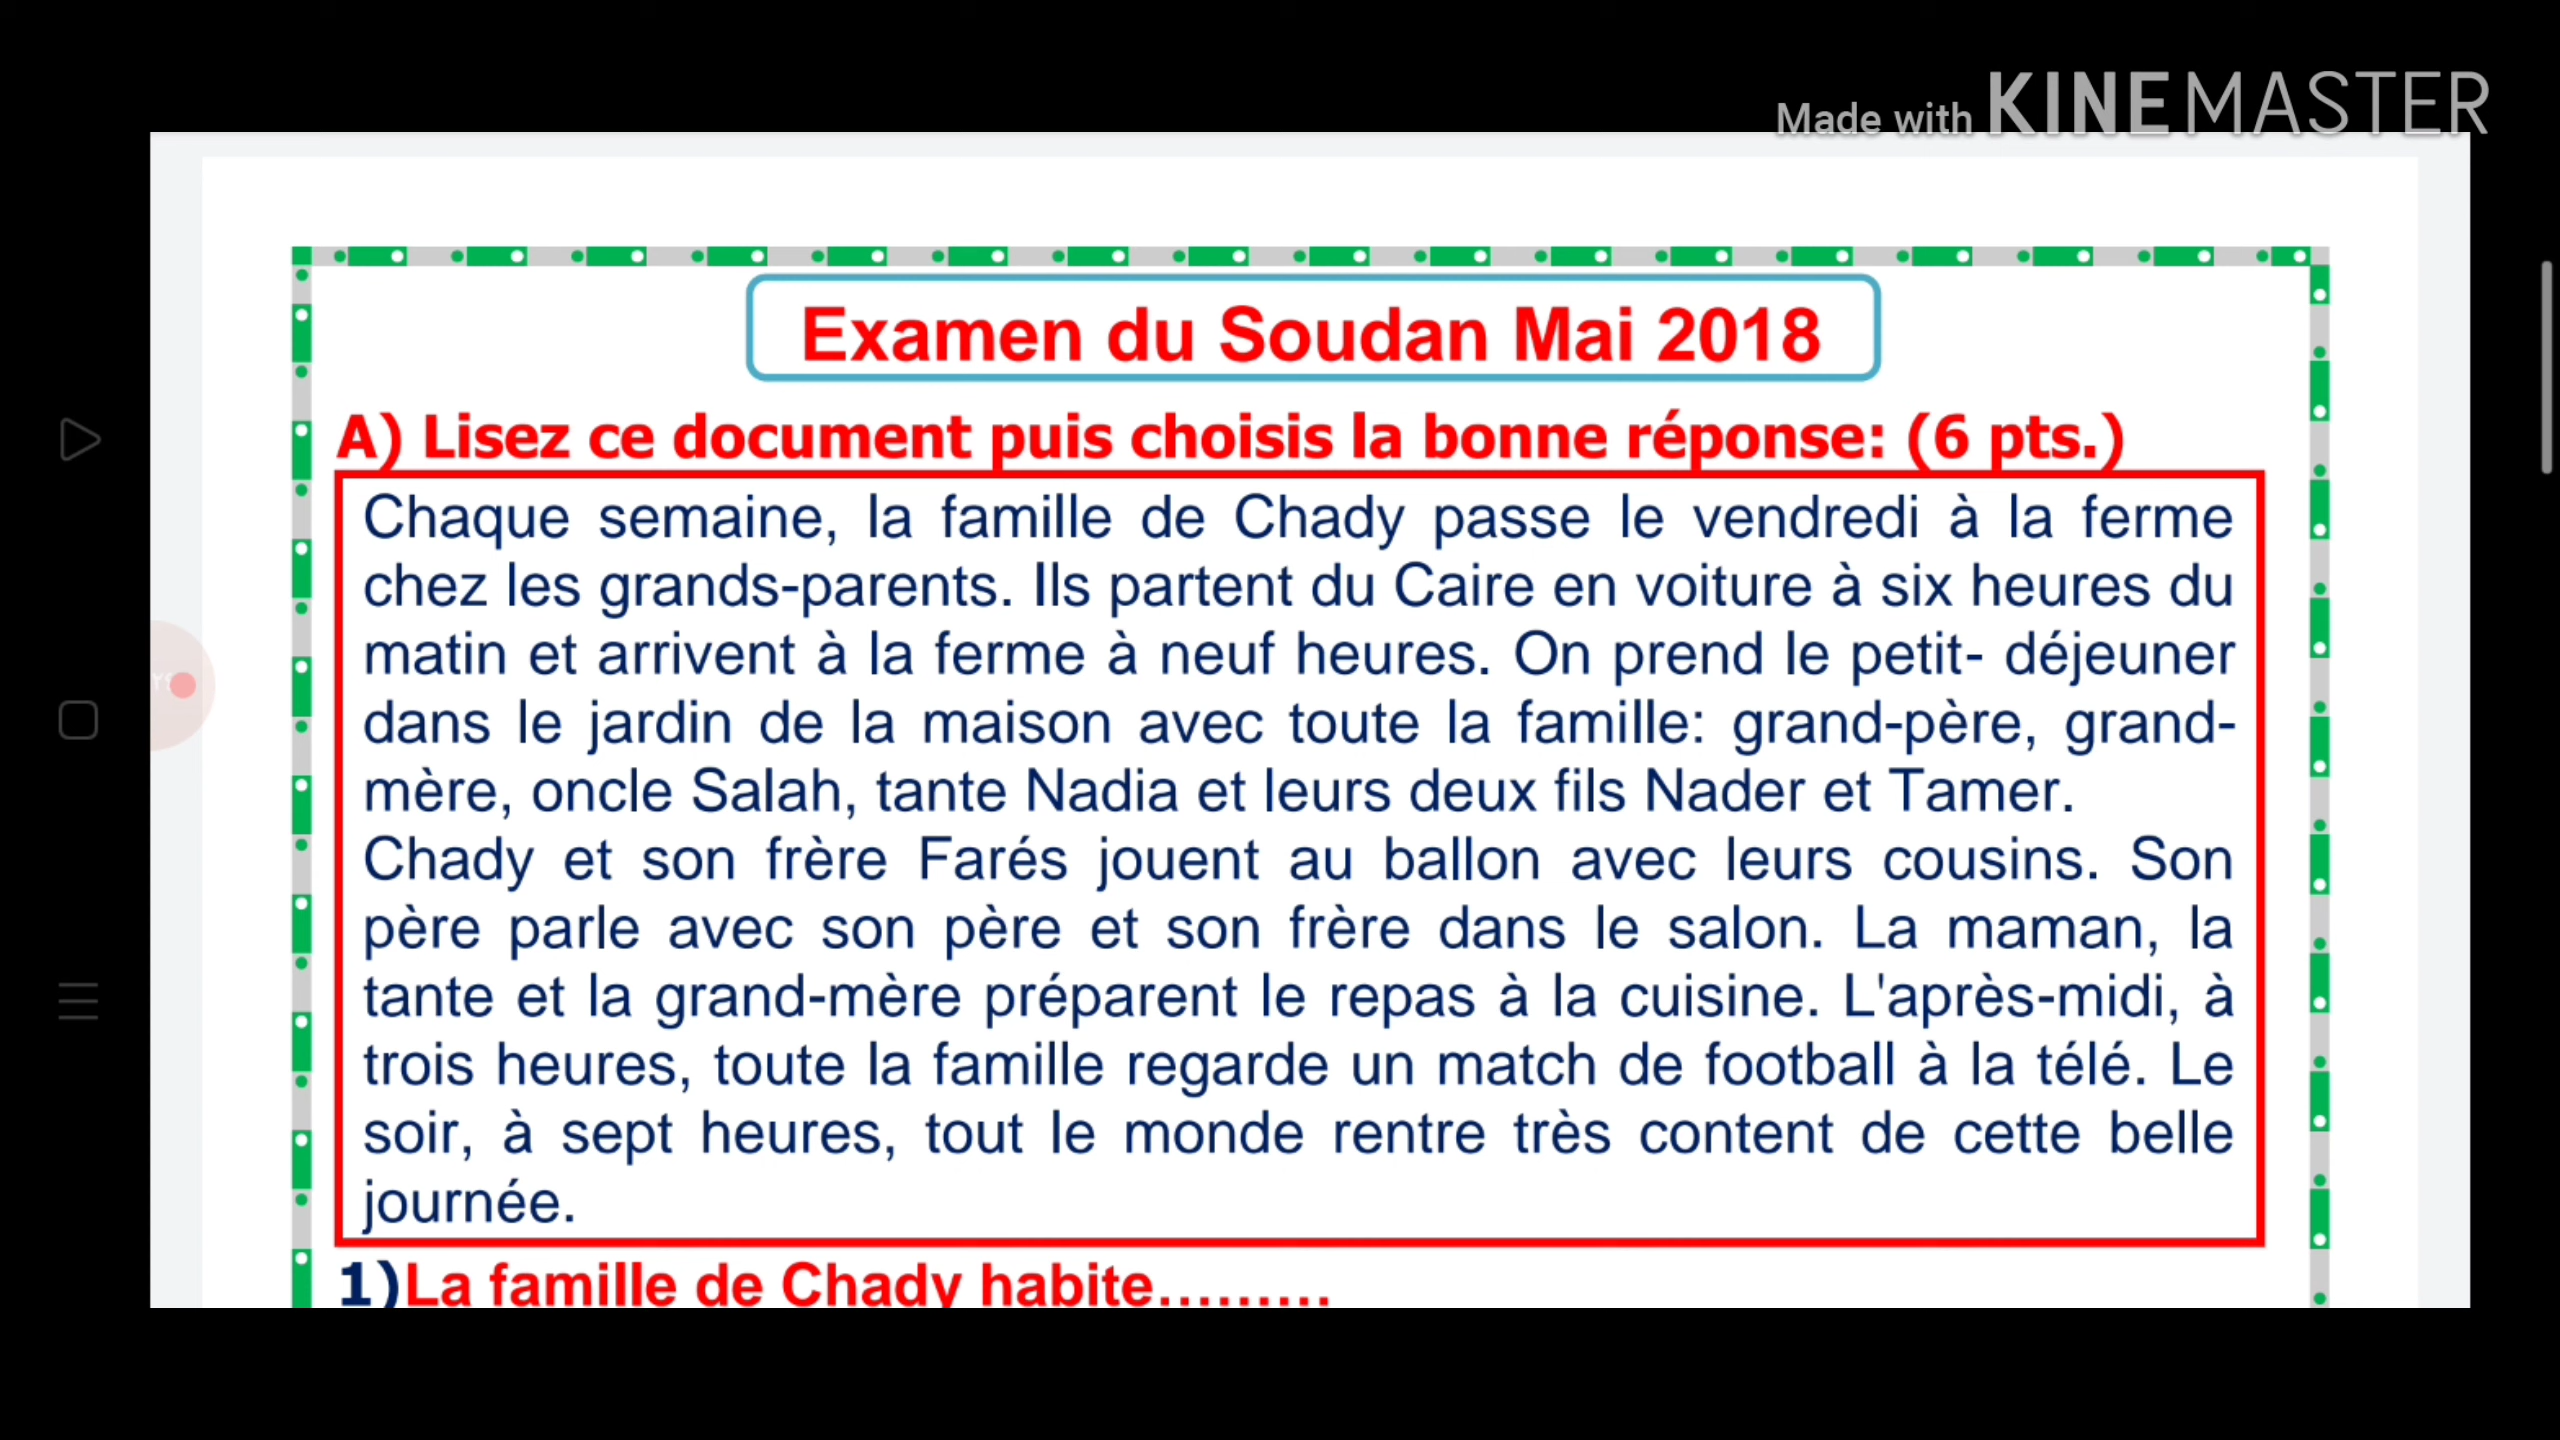 Made with KINEMASTER
Examen du Soudan Mai 2018
A) Lisez ce document puis choisis la bonne réponse: (6 pts.)
Chaque semaine, la famille de Chady passe le vendredi à la ferme
chez les grands-parents. Ils partent du Caire en voiture à six heures du
matin et arrivent à la ferme à neuf heures. On prend le petit- déjeuner
dans le jardin de la maison avec toute la famille: grand-père, grand-
mère, oncle Salah, tante Nadia et leurs deux fils Nader et Tamer.
Chady et son frère Farés jouent au ballon avec leurs cousins. Son
père parle avec son père et son frère dans le salon. La maman, la
tante et la grand-mère préparent le repas à la cuisine. L'après-midi, à
trois heures, toute la famille regarde un match de football à la télé. Le
soir, à sept heures, tout le monde rentre très content de cette belle
journée.
1)La famille de Chady habite.........